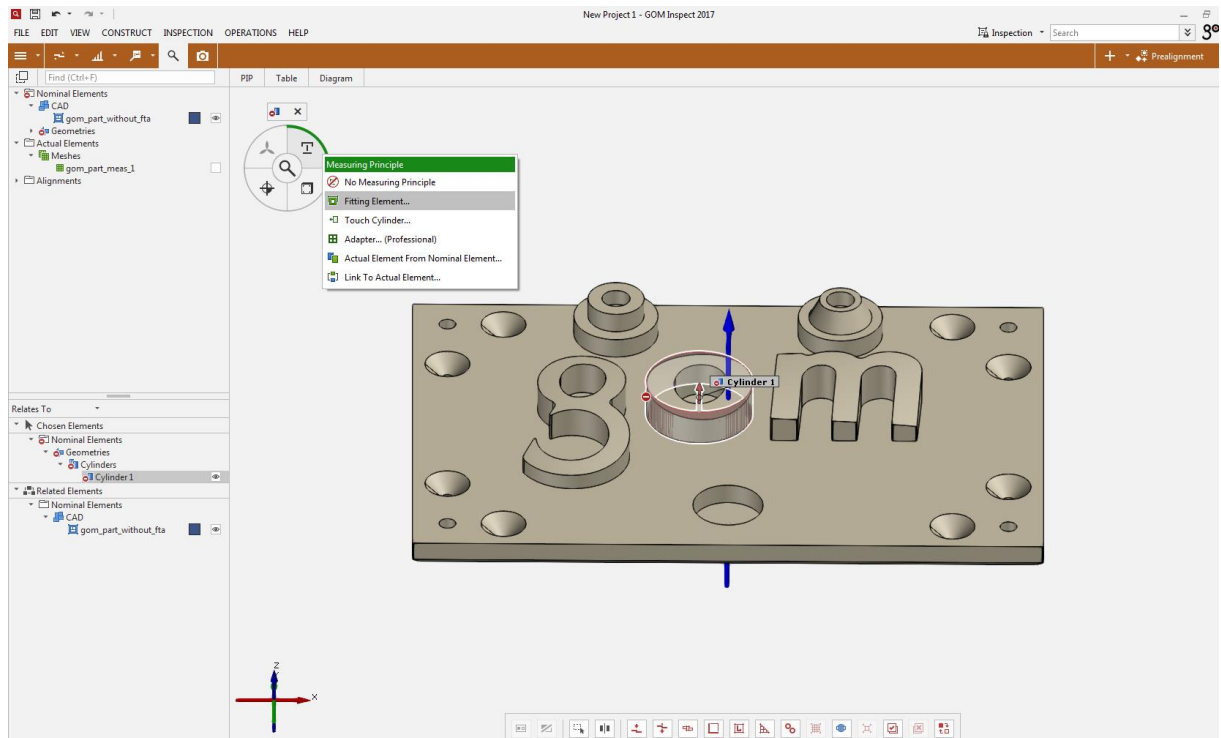 New Project 1 - GOM Inspect 2017
FILE EDIT VIEW CONSTRUCT INSPECTION OPERATIONS HELP
Inspection
Search
Prealignment
Find (Ctrl+F)
PIP Table Diagram
Nominal Elements
CAD
gom_part_without_fta
Geometries
Actual Elements
Meshes
gom_part_meas_1
Alignments
Measuring Principle
No Measuring Principle
Fitting Element...
Touch Cylinder...
Adapter... (Professional)
Actual Element From Nominal Element...
Link To Actual Element...
Cylinder 1
Relates To
Chosen Elements
Nominal Elements
Geometries
Cylinders
Cylinder 1
Related Elements
Nominal Elements
CAD
gom_part_without_fta
Z
X